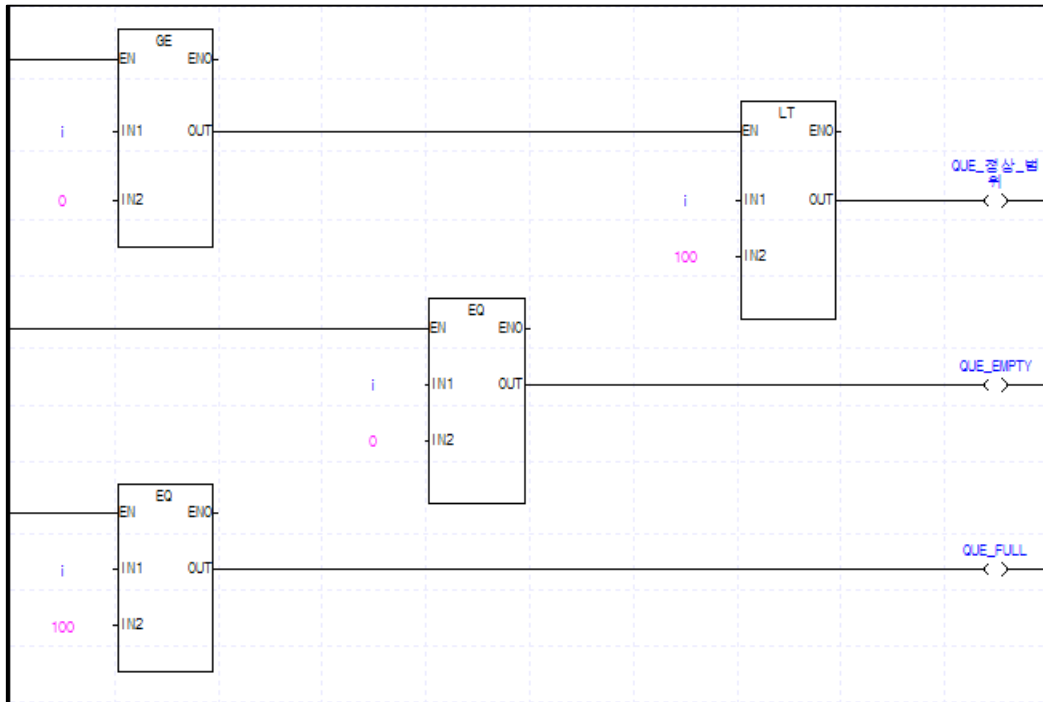 GE
EN ENO
LT
i IN1 OUT EN ENO
QUE_정상_범
위
0 IN2 i IN1 OUT
100 IN2
EQ
EN ENO
QUE_EMPTY
i IN1 OUT
0 IN2
EQ
EN ENO
QUE_FULL
i IN1 OUT
100 IN2